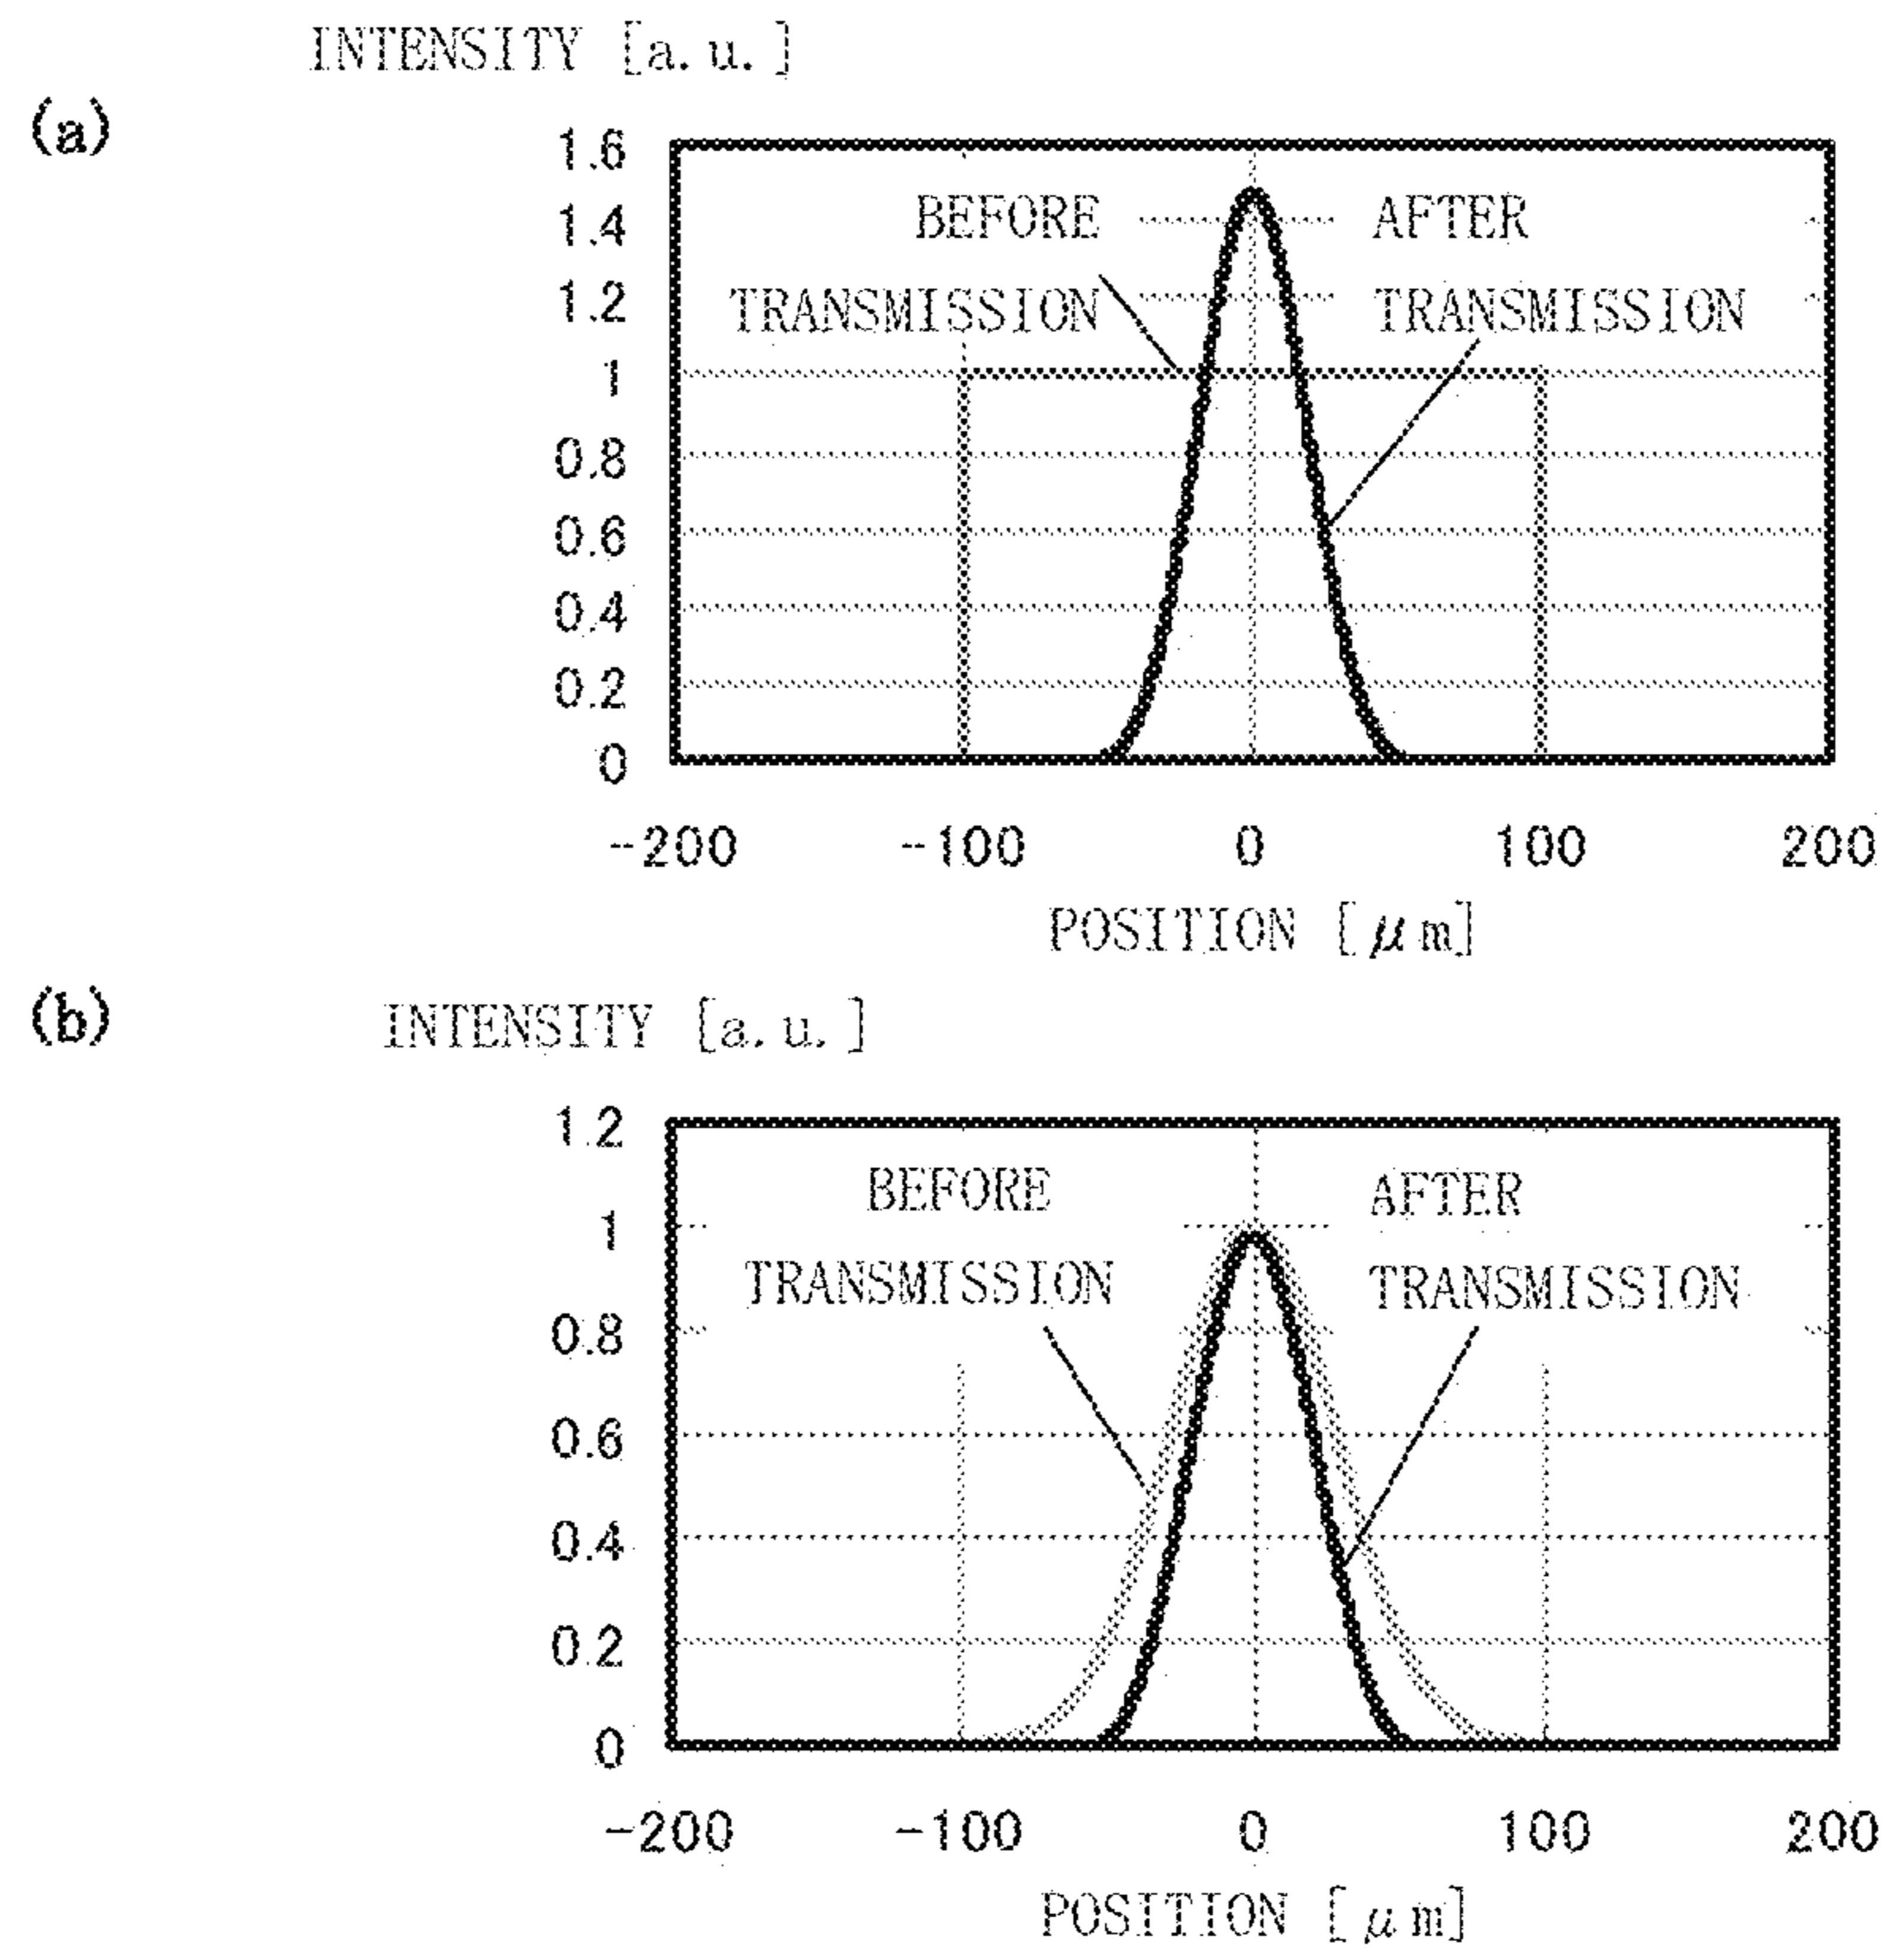 INTENSITY [a.u.]
(a)
1.6
1.4
1.2
1
0.8
0.6
0.4
0.2
0
BEFORE
TRANSMISSION
AFTER
TRANSMISSION
-200 -100 0 100 200
POSITION [μm]
(b)
INTENSITY [a.u.]
1.2
1
0.8
0.6
0.4
0.2
0
BEFORE
TRANSMISSION
AFTER
TRANSMISSION
-200 -100 0 100 200
POSITION [μm]